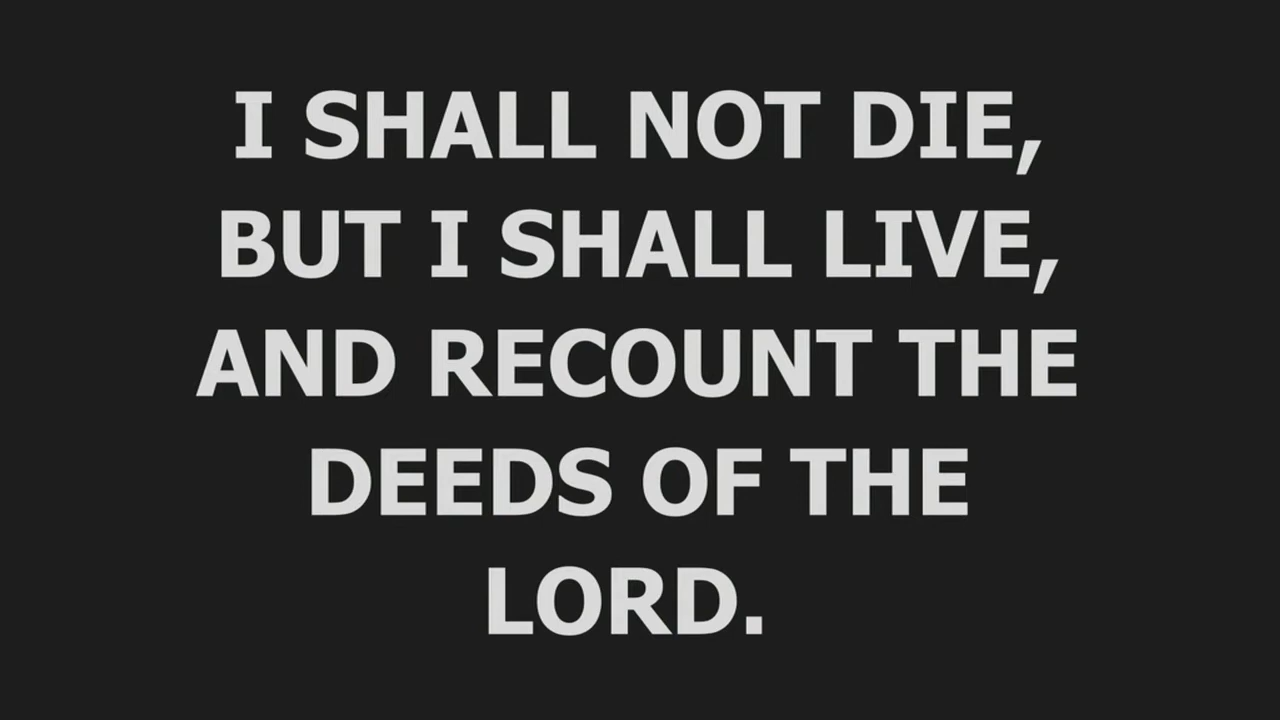 I SHALL NOT DIE,
BUT I SHALL LIVE,
AND RECOUNT THE
DEEDS OF THE
LORD.